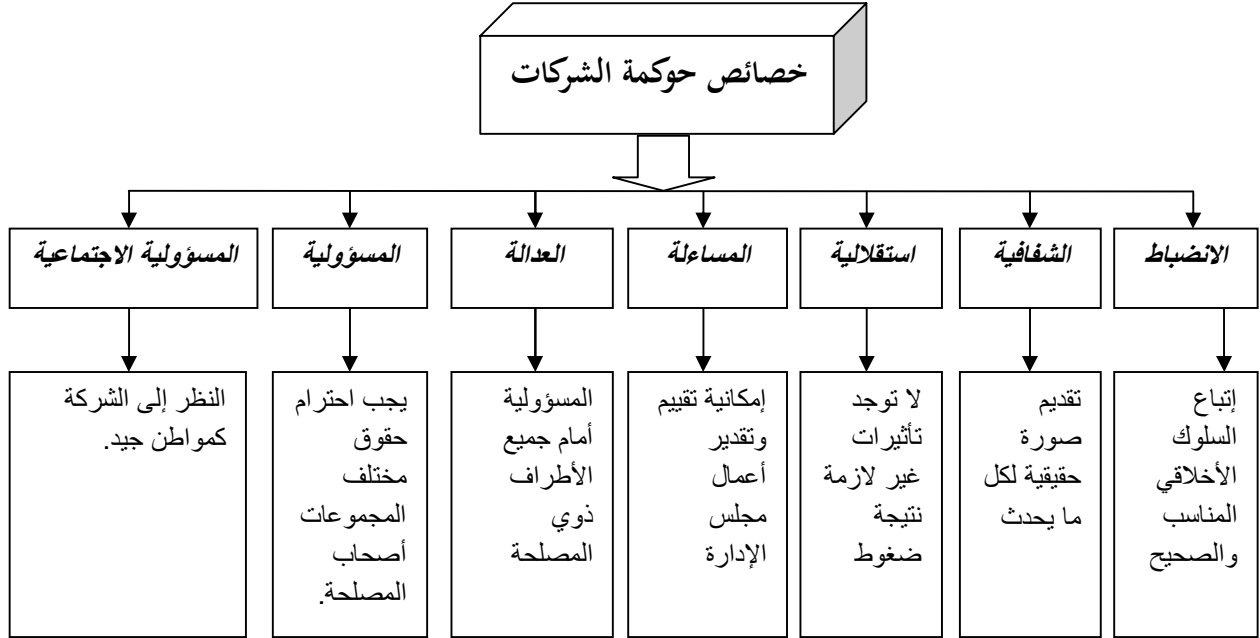 خصائص حوكمة الشركات
الانضباط
الشفافية
استقلالية
المساءلة
العدالة
المسؤولية
المسؤولية الاجتماعية
إتباع
السلوك
الأخلاقي
المناسب
والصحيح
تقديم
صورة
حقيقية لكل
ما يحدث
لا توجد
تأثيرات
غير لازمة
نتيجة
ضغوط
إمكانية تقييم
وتقدير
أعمال
مجلس
الإدارة
المسؤولية
أمام جميع
الأطراف
ذوي
المصلحة
يجب احترام
حقوق
مختلف
المجموعات
أصحاب
المصلحة.
النظر إلى الشركة
كمواطن جيد.